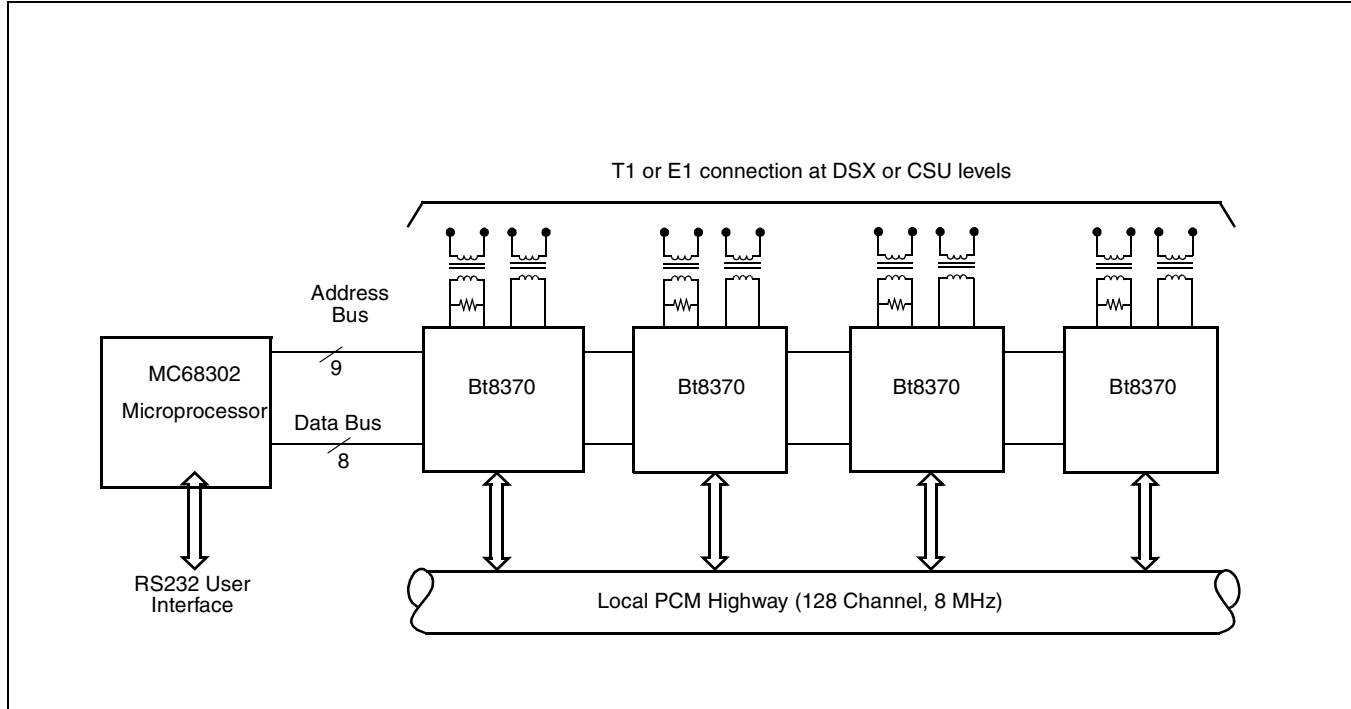 T1 or E1 connection at DSX or CSU levels
Address
Bus
9
MC68302
Microprocessor
Data Bus
8
Bt8370
Bt8370
Bt8370
Bt8370
RS232 User
Interface
Local PCM Highway (128 Channel, 8 MHz)